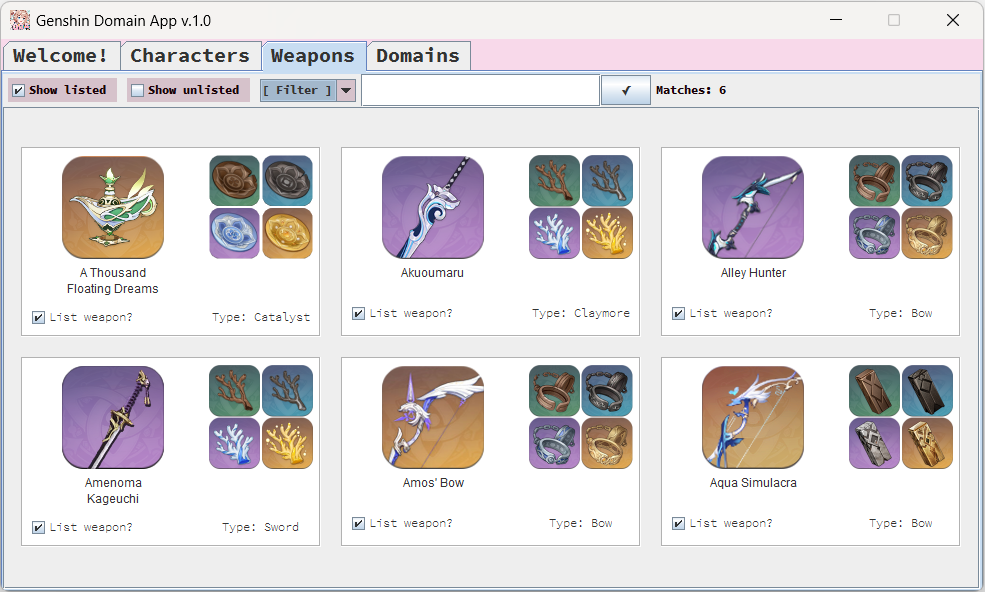 Genshin Domain App v.1.0
Welcome! Characters Weapons Domains
Show listed Show unlisted [ Filter ] Matches: 6
A Thousand
Floating Dreams
List weapon? Type: Catalyst
Akuoumaru
List weapon? Type: Claymore
Alley Hunter
List weapon? Type: Bow
Amenoma
Kageuchi
List weapon? Type: Sword
Amos' Bow
List weapon? Type: Bow
Aqua Simulacra
List weapon? Type: Bow